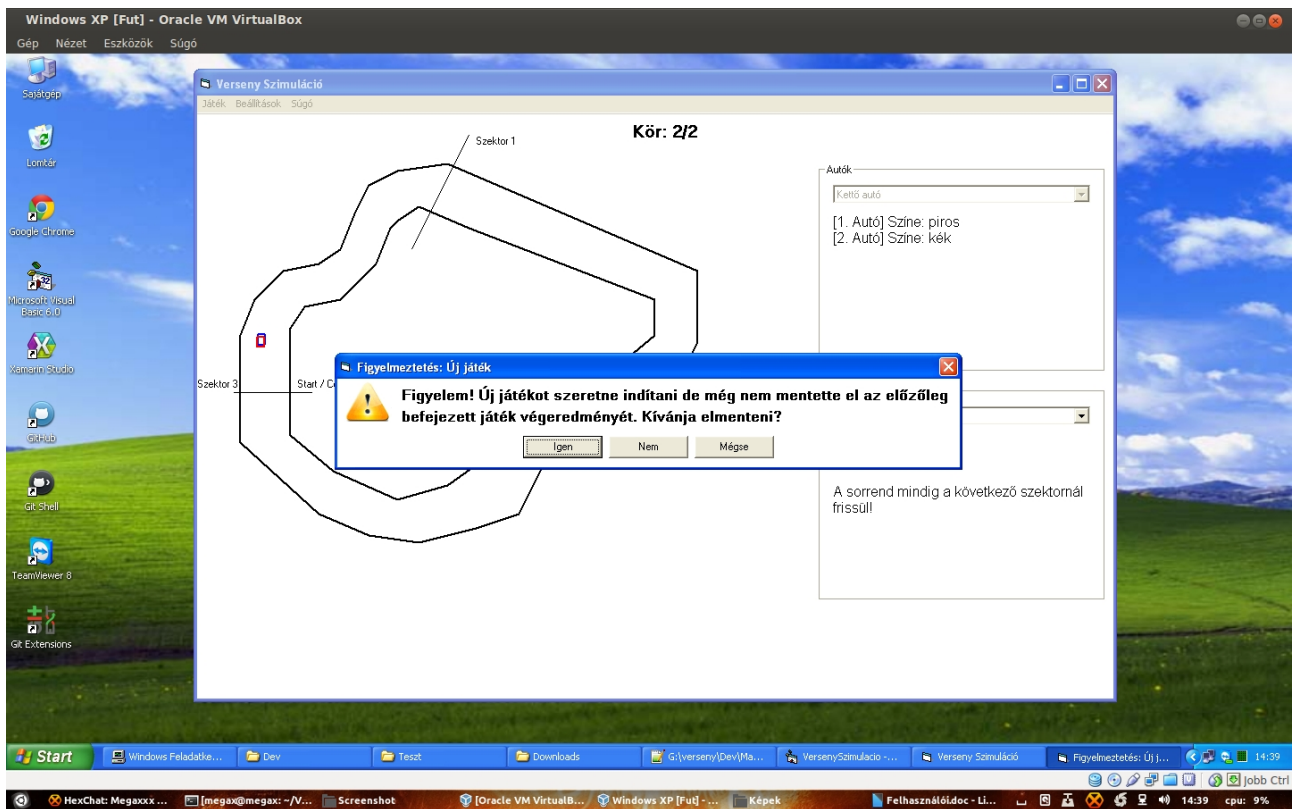 Windows XP [Fut] - Oracle VM VirtualBox
Gép Nézet Eszközök Súgó
Sajátgép
Lomtár
Google Chrome
Microsoft Visual
Basic 6.0
Xamarin Studio
GitHub
Git Shell
TeamViewer 8
Git Extensions
Verseny Szimuláció
Játék Beállítások Súgó
Kör: 2/2
Szektor 1
Szektor 3
Start / C
Autók
Kettő autó
[1. Autó] Színe: piros
[2. Autó] Színe: kék
Figyelmeztetés: Új játék
Figyelem! Új játékot szeretne indítani de még nem mentette el az előzőleg
befejezett játék végeredményét. Kívánja elmenteni?
Igen Nem Mégse
A sorrend mindig a következő szektornál
frissül!
Start Windows Feladatke... Dev Teszt Downloads G:\verseny\Dev\Ma... VersenySzimulacio -... Verseny Szimuláció Figyelmeztetés: Új j... 14:39
Jobb Ctrl
HexChat: Megaxx x ... [megax@megax: ~/V... Screenshot [Oracle VM VirtualB... Windows XP [Fut] - ... Képek Felhasználói.doc - Li... 14:39 cpu: 9%